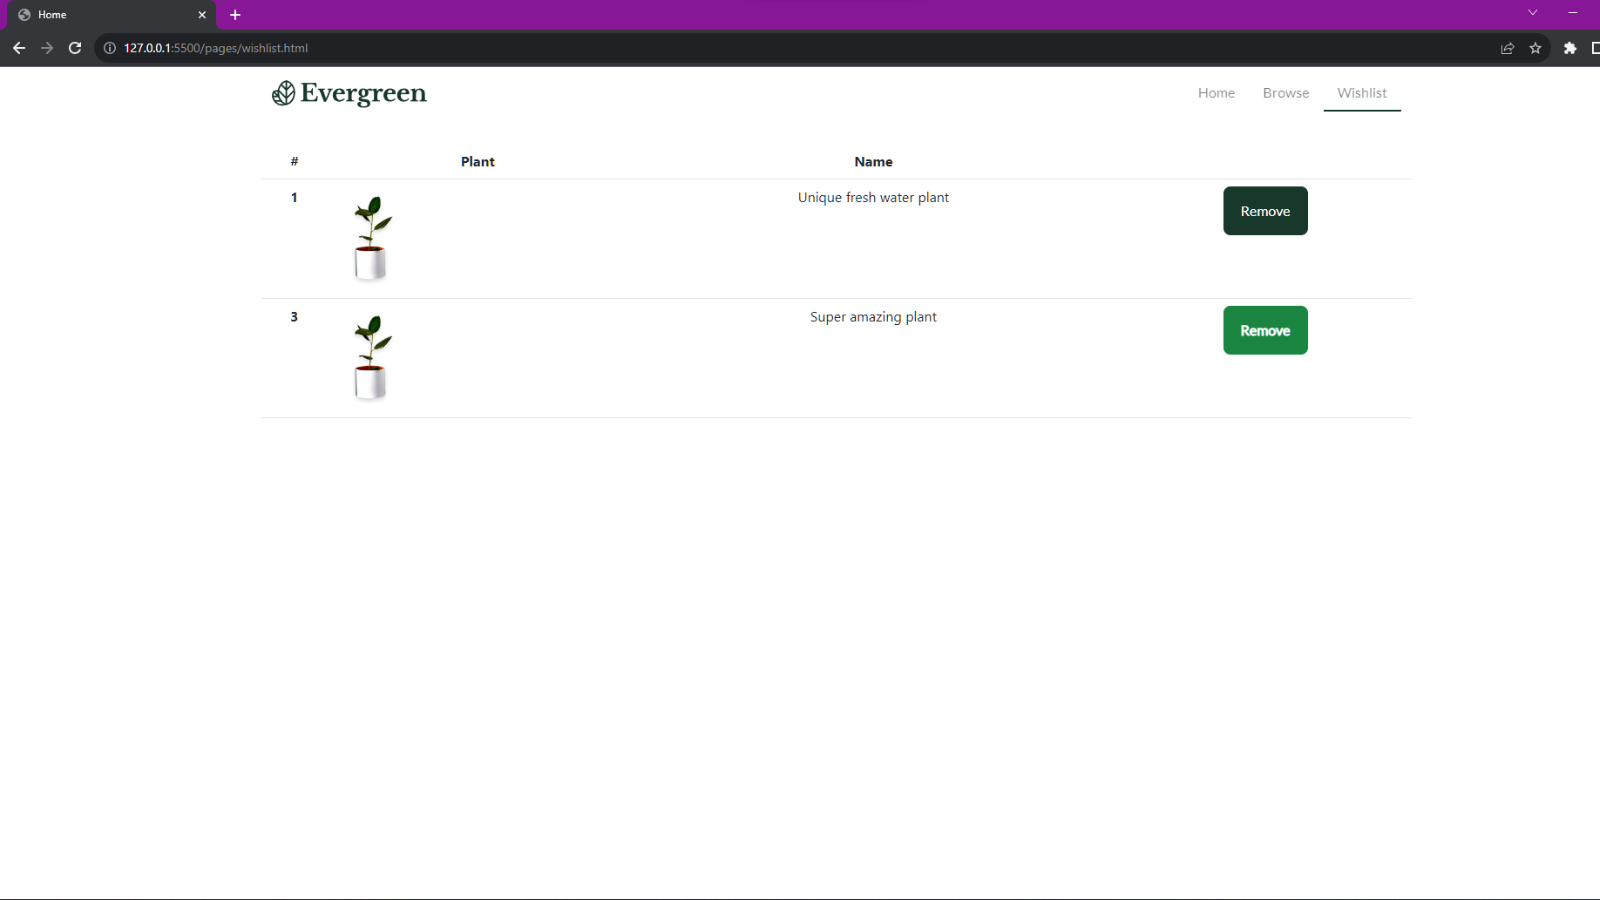 Home
127.0.0.1:5500/pages/wishlist.html
Evergreen
Home Browse Wishlist
# Plant Name
1 Unique fresh water plant Remove
3 Super amazing plant Remove